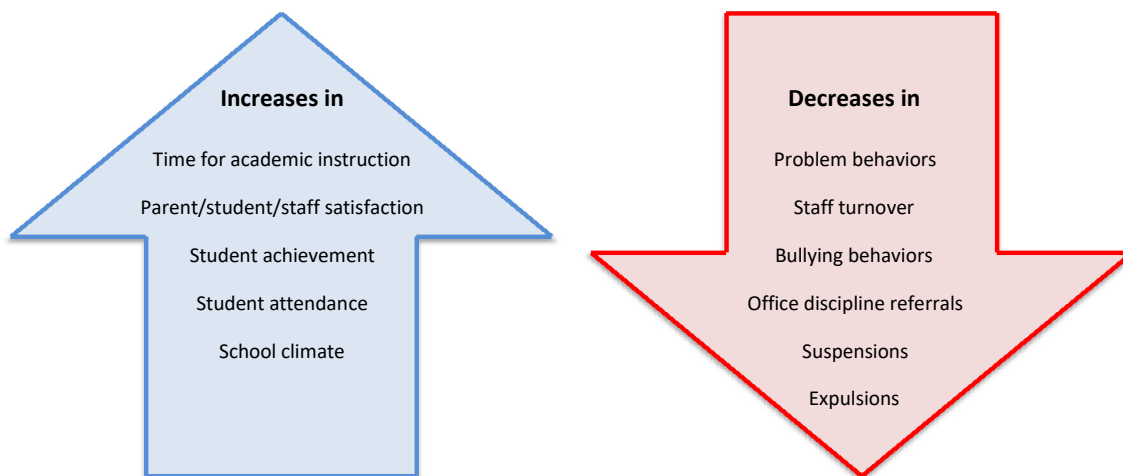 Increases in
Time for academic instruction
Parent/student/staff satisfaction
Student achievement
Student attendance
School climate
Decreases in
Problem behaviors
Staff turnover
Bullying behaviors
Office discipline referrals
Suspensions
Expulsions